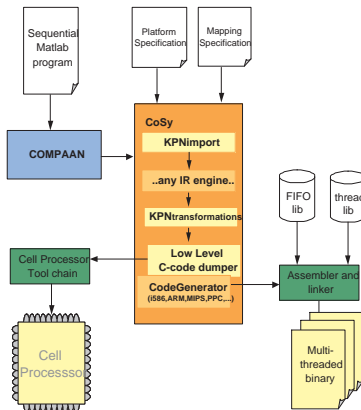 Sequential
Matlab
program
Platform
Specification
Mapping
Specification
COMPAAN
CoSy
KPNimport
..any IR engine..
KPNtransformations
Low Level
C-code dumper
CodeGenerator
(i586,ARM,MIPS,PPC,...)
FIFO
lib
thread
lib
Cell Processor
Tool chain
Assembler and
linker
Cell
Processsor
Multi-
threaded
binary